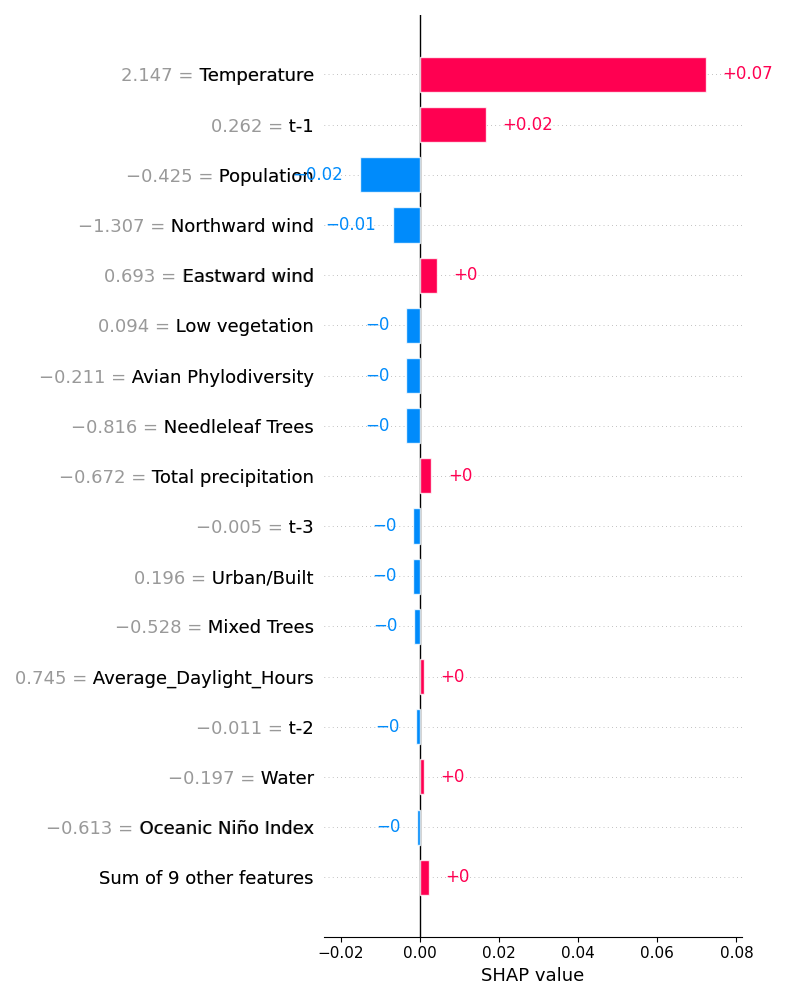 2.147 = Temperature +0.07
0.262 = t-1 +0.02
−0.425 = Population −0.02
−1.307 = Northward wind −0.01
0.693 = Eastward wind +0
0.094 = Low vegetation −0
−0.211 = Avian Phylodiversity −0
−0.816 = Needleleaf Trees −0
−0.672 = Total precipitation +0
−0.005 = t-3 −0
0.196 = Urban/Built −0
−0.528 = Mixed Trees −0
0.745 = Average_Daylight_Hours +0
−0.011 = t-2 −0
−0.197 = Water +0
−0.613 = Oceanic Niño Index −0
Sum of 9 other features +0
−0.02 0.00 0.02 0.04 0.06 0.08
SHAP value